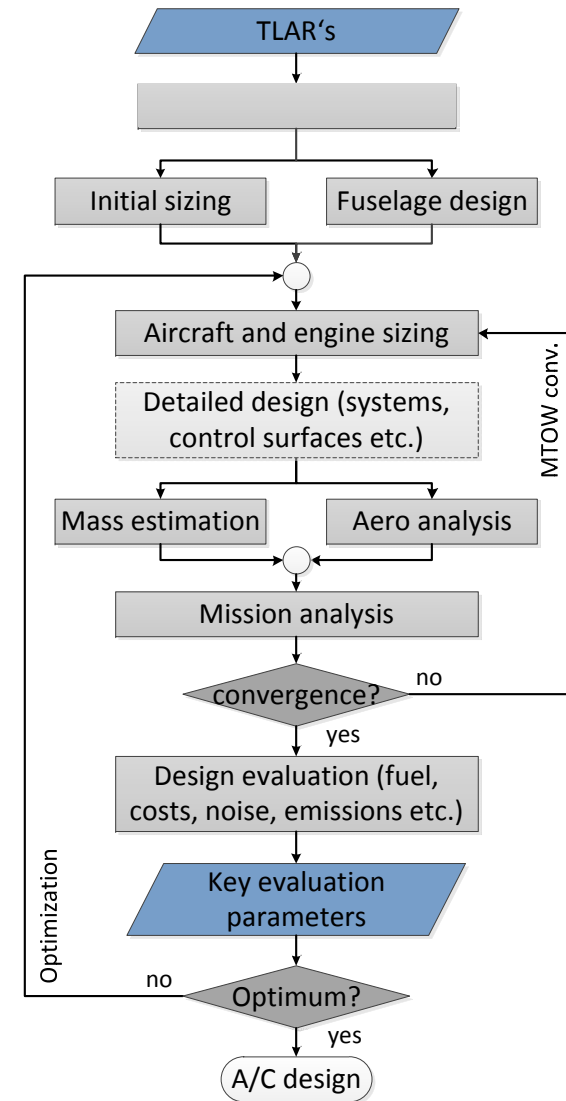 TLAR‘s
Initial sizing
Fuselage design
Aircraft and engine sizing
MTOW conv.
Detailed design (systems,
control surfaces etc.)
Mass estimation
Aero analysis
Mission analysis
convergence?
no
yes
Design evaluation (fuel,
costs, noise, emissions etc.)
Optimization
Key evaluation
parameters
no
Optimum?
yes
A/C design